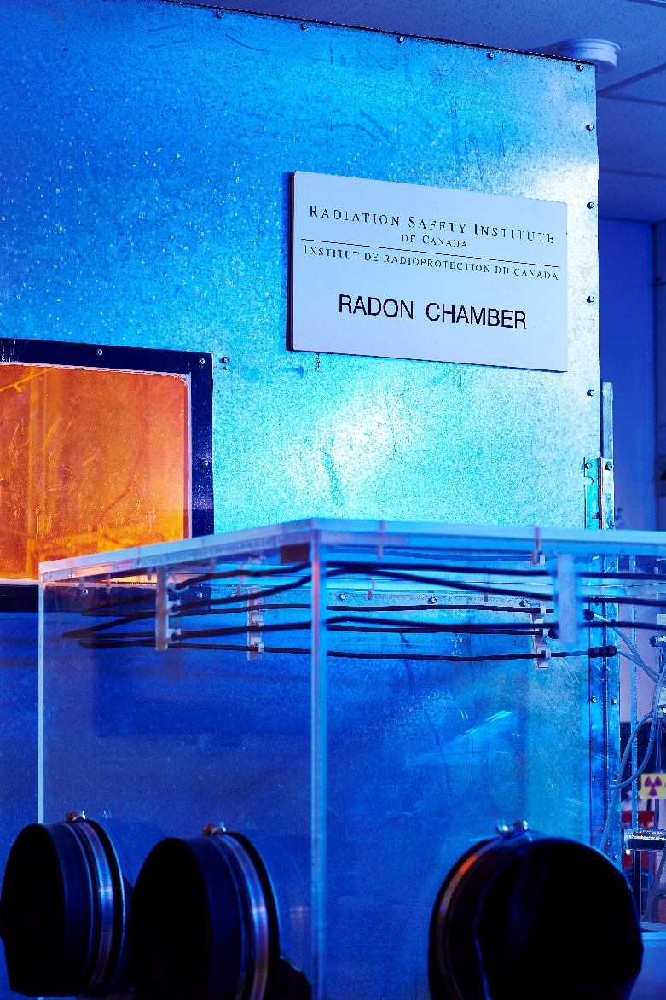 RADIATION SAFETY INSTITUTE
OF CANADA
INSTITUT DE RADIOPROTECTION DU CANADA
RADON CHAMBER